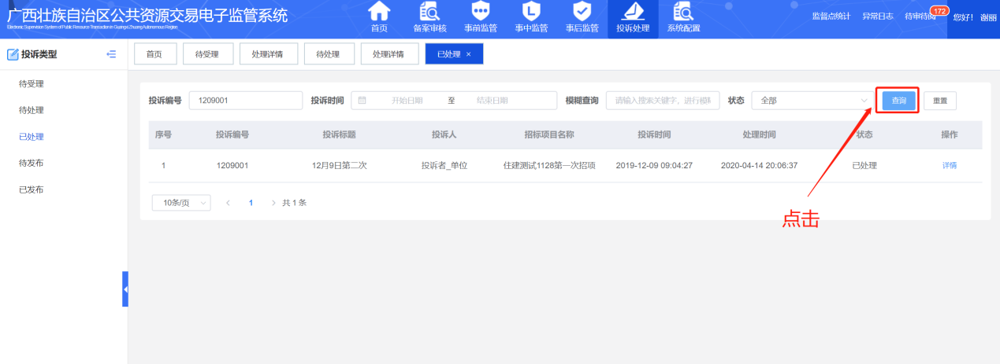 广西壮族自治区公共资源交易电子监管系统
Electronic Supervision System of Public Resource Transaction in Guangxi Zhuang Autonomous Region
首页 备案审核 事前监管 事中监管 事后监管 投诉处理 系统配置
监督点统计 异常日志 待审待阅 172 您好! 谢丽
投诉类型
首页 待受理 处理详情 待处理 处理详情 已处理 ×
待受理
待处理
已处理
待发布
已发布
投诉编号 1209001 投诉时间 开始日期 至 结束日期 模糊查询 请输入搜索关键字，进行模 状态 全部 查询 重置
序号 投诉编号 投诉标题 投诉人 招标项目名称 投诉时间 处理时间 状态 操作
1 1209001 12月9日第二次 投诉者_单位 住建测试1128第一次招项 2019-12-09 09:04:27 2020-04-14 20:06:37 已处理 详情
10条/页 < 1 > 共 1 条
点击